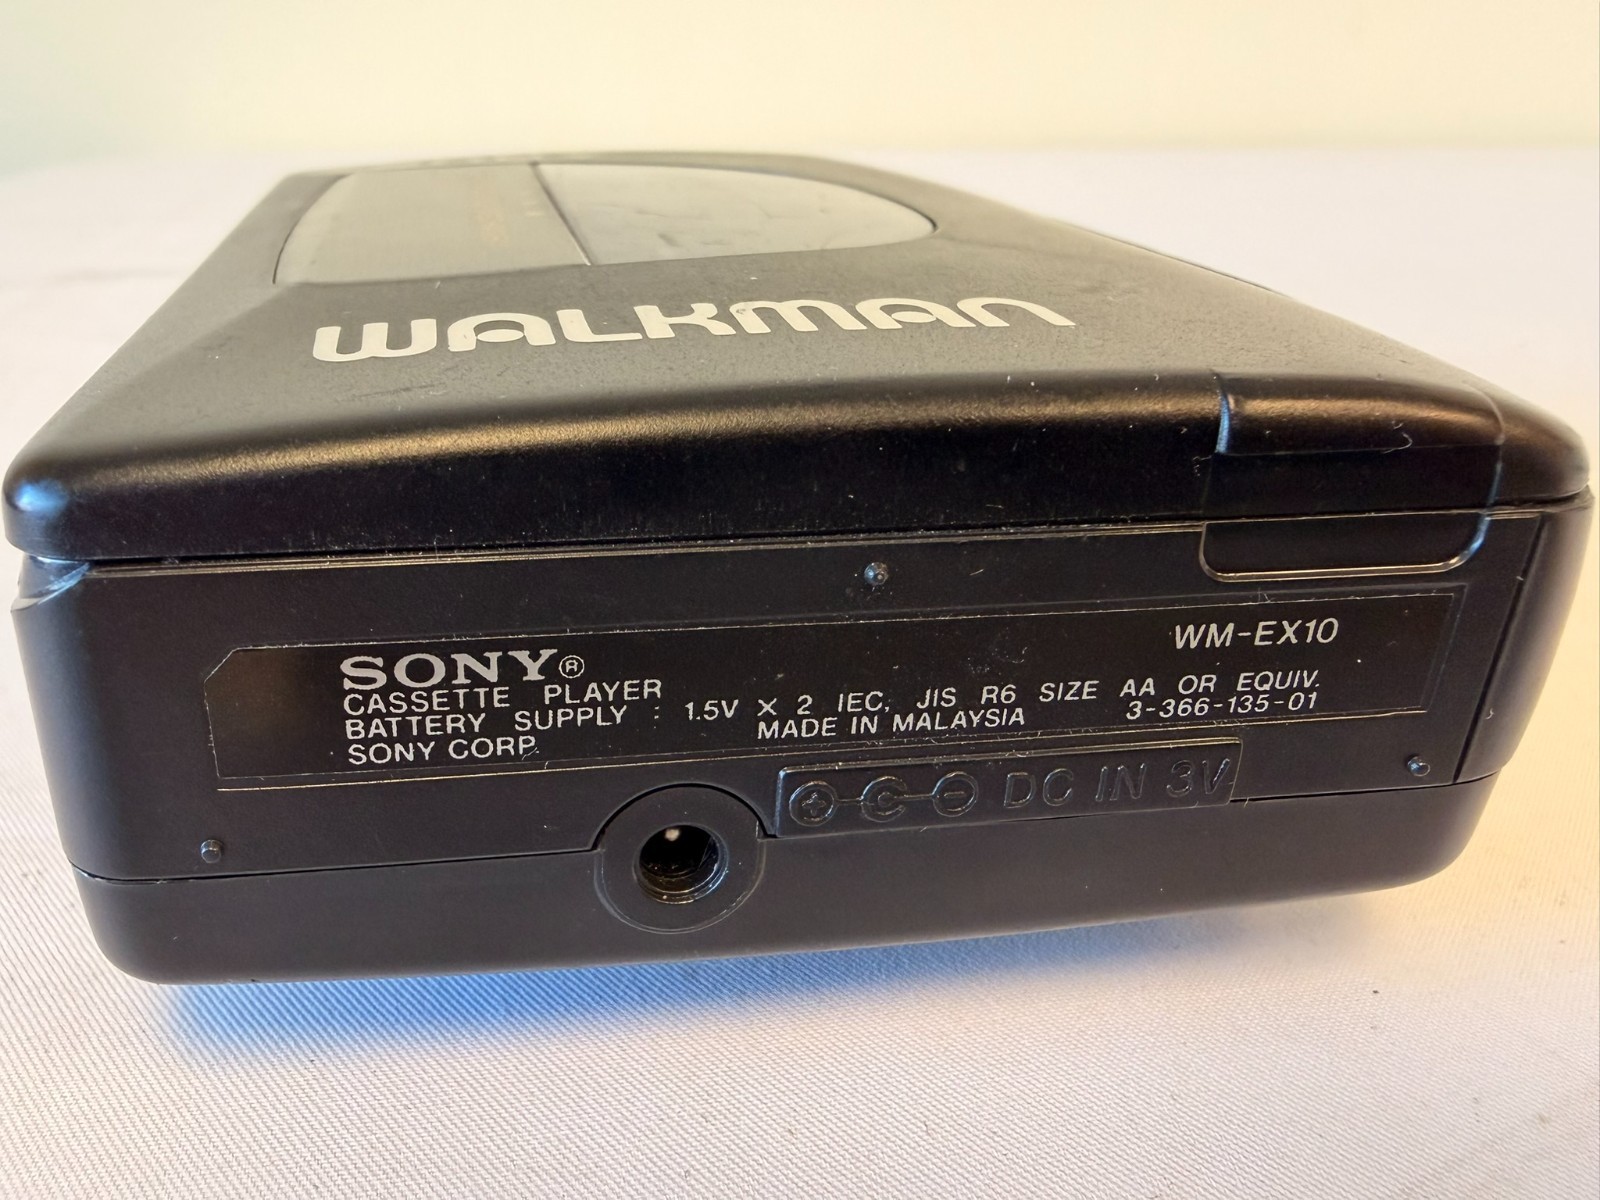 WALKMAN
WM-EX10
SONY®
CASSETTE PLAYER
BATTERY SUPPLY : 1.5V X 2 IEC, JIS R6 SIZE AA OR EQUIV.
SONY CORP. MADE IN MALAYSIA 3-366-135-01
+ C - DC IN 3V